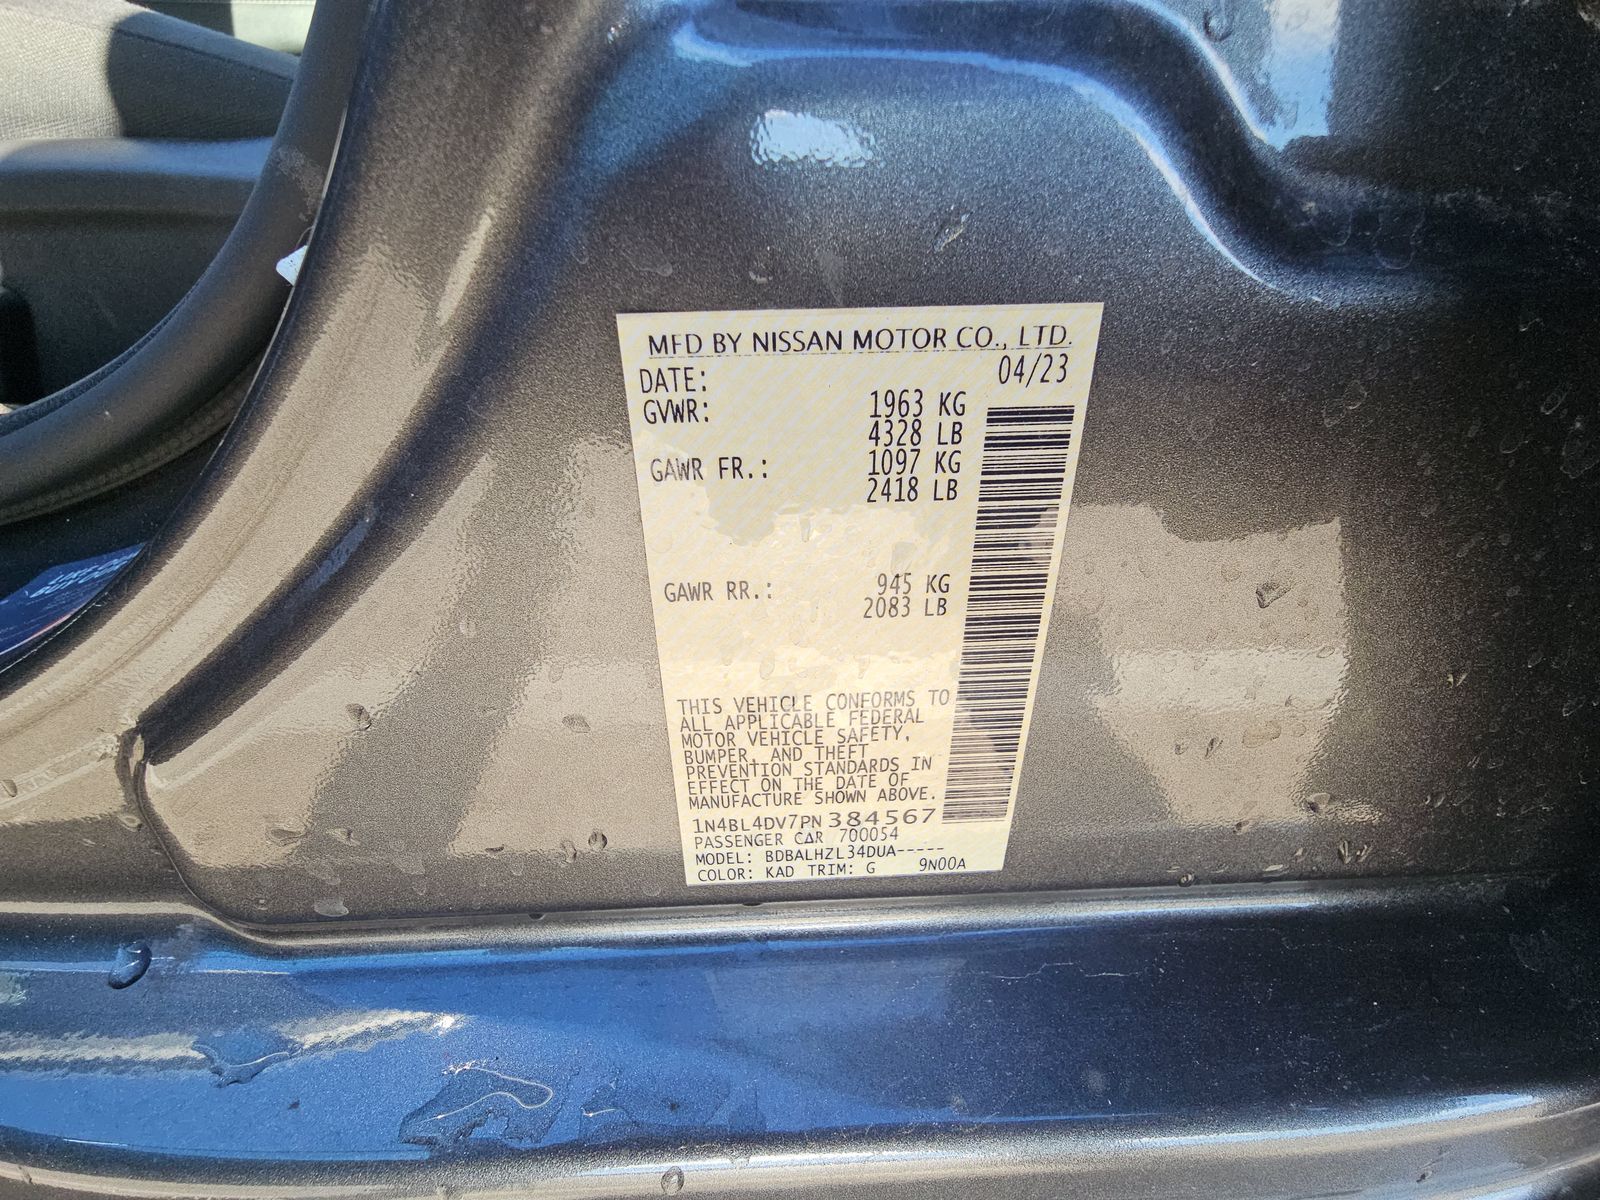 MFD BY NISSAN MOTOR CO., LTD.
DATE: 04/23
GVWR: 1963 KG
4328 LB
GAWR FR.: 1097 KG
2418 LB
GAWR RR.: 945 KG
2083 LB
THIS VEHICLE CONFORMS TO
ALL APPLICABLE FEDERAL
MOTOR VEHICLE SAFETY,
BUMPER, AND THEFT
PREVENTION STANDARDS IN
EFFECT ON THE DATE OF
MANUFACTURE SHOWN ABOVE.
1N4BL4DV7PN384567
PASSENGER CAR 700054
MODEL: BDBALHZL34DUA-----
COLOR: KAD TRIM: G 9N00A